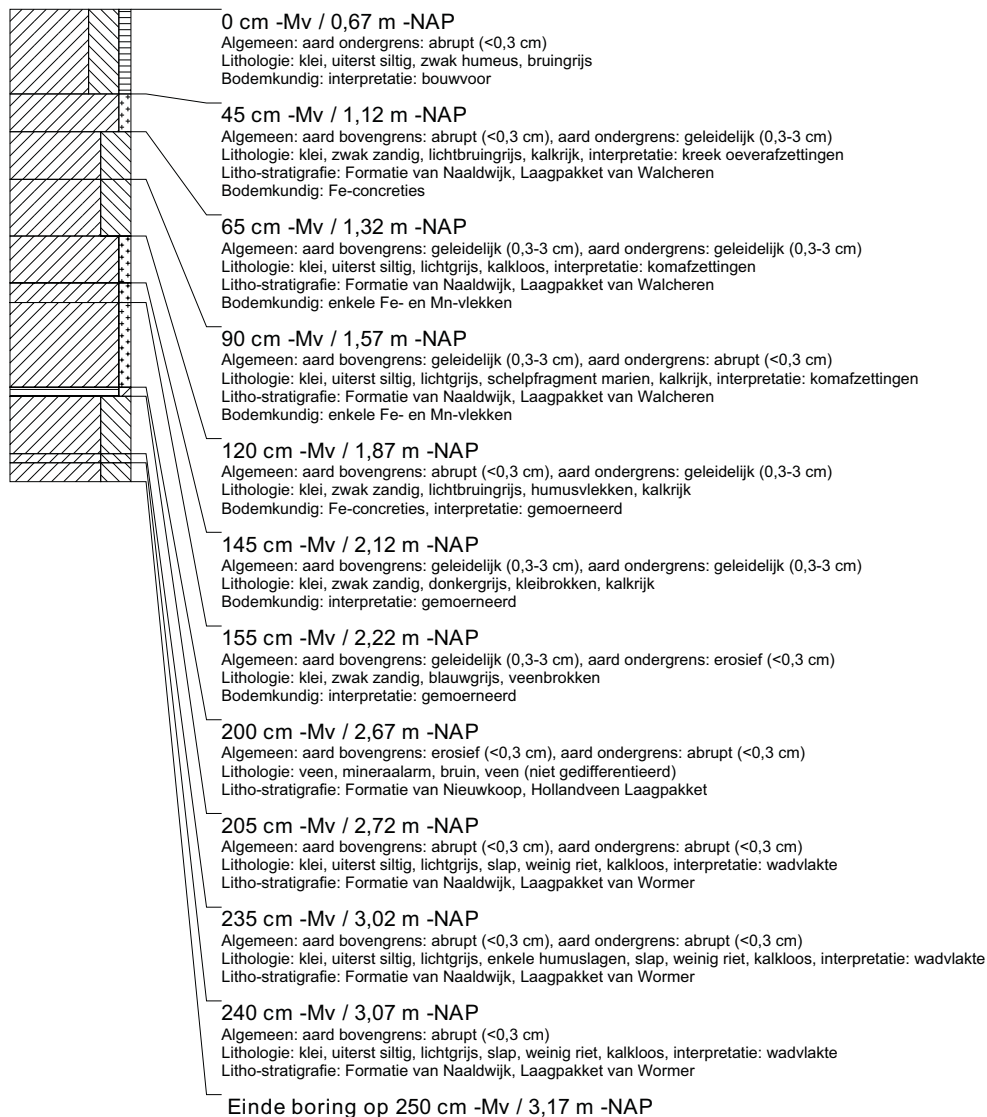 0 cm -Mv / 0,67 m -NAP
Algemeen: aard ondergrens: abrupt (<0,3 cm)
Lithologie: klei, uiterst siltig, zwak humeus, bruingrijs
Bodemkundig: interpretatie: bouwvoor
45 cm -Mv / 1,12 m -NAP
Algemeen: aard bovengrens: abrupt (<0,3 cm), aard ondergrens: geleidelijk (0,3-3 cm)
Lithologie: klei, zwak zandig, lichtbruingrijs, kalkrijk, interpretatie: kreek oeverafzettingen
Litho-stratigrafie: Formatie van Naaldwijk, Laagpakket van Walcheren
Bodemkundig: Fe-concreties
65 cm -Mv / 1,32 m -NAP
Algemeen: aard bovengrens: geleidelijk (0,3-3 cm), aard ondergrens: geleidelijk (0,3-3 cm)
Lithologie: klei, uiterst siltig, lichtgrijs, kalkloos, interpretatie: komafzettingen
Litho-stratigrafie: Formatie van Naaldwijk, Laagpakket van Walcheren
Bodemkundig: enkele Fe- en Mn-vlekken
90 cm -Mv / 1,57 m -NAP
Algemeen: aard bovengrens: geleidelijk (0,3-3 cm), aard ondergrens: abrupt (<0,3 cm)
Lithologie: klei, uiterst siltig, lichtgrijs, schelpfragment marien, kalkrijk, interpretatie: komafzettingen
Litho-stratigrafie: Formatie van Naaldwijk, Laagpakket van Walcheren
Bodemkundig: enkele Fe- en Mn-vlekken
120 cm -Mv / 1,87 m -NAP
Algemeen: aard bovengrens: abrupt (<0,3 cm), aard ondergrens: geleidelijk (0,3-3 cm)
Lithologie: klei, zwak zandig, lichtbruingrijs, humusvlekken, kalkrijk
Bodemkundig: Fe-concreties, interpretatie: gemoerneerd
145 cm -Mv / 2,12 m -NAP
Algemeen: aard bovengrens: geleidelijk (0,3-3 cm), aard ondergrens: geleidelijk (0,3-3 cm)
Lithologie: klei, zwak zandig, donkergrijs, kleibrokken, kalkrijk
Bodemkundig: interpretatie: gemoerneerd
155 cm -Mv / 2,22 m -NAP
Algemeen: aard bovengrens: geleidelijk (0,3-3 cm), aard ondergrens: erosief (<0,3 cm)
Lithologie: klei, zwak zandig, blauwgrijs, veenbrokken
Bodemkundig: interpretatie: gemoerneerd
200 cm -Mv / 2,67 m -NAP
Algemeen: aard bovengrens: erosief (<0,3 cm), aard ondergrens: abrupt (<0,3 cm)
Lithologie: veen, mineraalarm, bruin, veen (niet gedifferentieerd)
Litho-stratigrafie: Formatie van Nieuwkoop, Hollandveen Laagpakket
205 cm -Mv / 2,72 m -NAP
Algemeen: aard bovengrens: abrupt (<0,3 cm), aard ondergrens: abrupt (<0,3 cm)
Lithologie: klei, uiterst siltig, lichtgrijs, slap, weinig riet, kalkloos, interpretatie: wadvlakte
Litho-stratigrafie: Formatie van Naaldwijk, Laagpakket van Wormer
235 cm -Mv / 3,02 m -NAP
Algemeen: aard bovengrens: abrupt (<0,3 cm), aard ondergrens: abrupt (<0,3 cm)
Lithologie: klei, uiterst siltig, lichtgrijs, enkele humuslagen, slap, weinig riet, kalkloos, interpretatie: wadvlakte
Litho-stratigrafie: Formatie van Naaldwijk, Laagpakket van Wormer
240 cm -Mv / 3,07 m -NAP
Algemeen: aard bovengrens: abrupt (<0,3 cm)
Lithologie: klei, uiterst siltig, lichtgrijs, slap, weinig riet, kalkloos, interpretatie: wadvlakte
Litho-stratigrafie: Formatie van Naaldwijk, Laagpakket van Wormer
Einde boring op 250 cm -Mv / 3,17 m -NAP